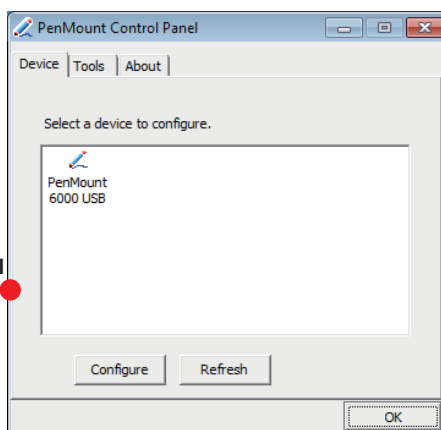 PenMount Control Panel
Device Tools About
Select a device to configure.
PenMount
6000 USB
Configure Refresh
OK